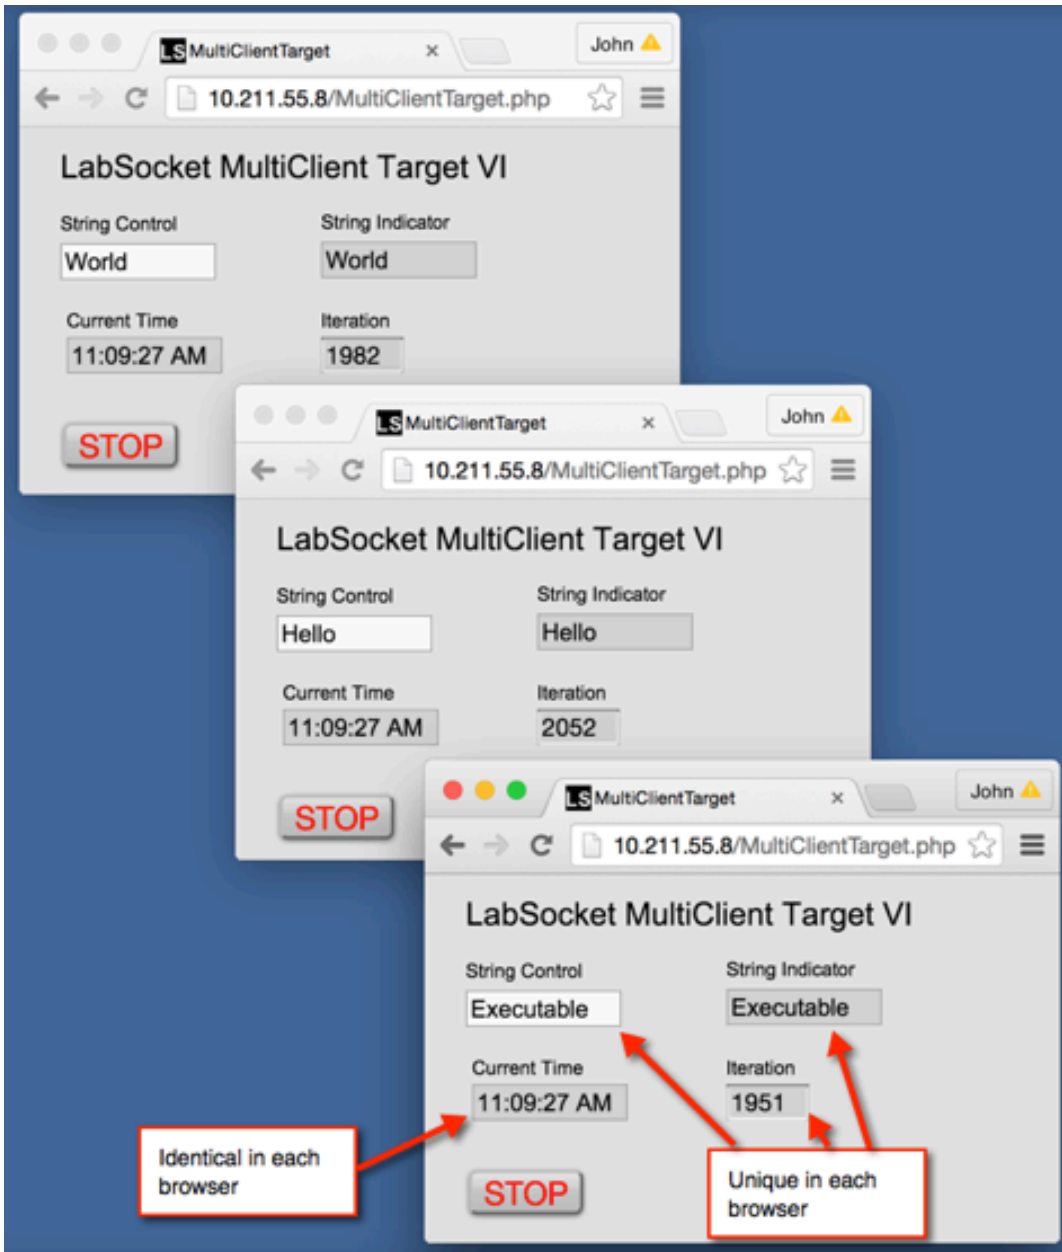 LS MultiClientTarget × John
10.211.55.8/MultiClientTarget.php
LabSocket MultiClient Target VI
String Control String Indicator
World World
Current Time Iteration
11:09:27 AM 1982
STOP
LS MultiClientTarget × John
10.211.55.8/MultiClientTarget.php
LabSocket MultiClient Target VI
String Control String Indicator
Hello Hello
Current Time Iteration
11:09:27 AM 2052
STOP
LS MultiClientTarget × John
10.211.55.8/MultiClientTarget.php
LabSocket MultiClient Target VI
String Control String Indicator
Executable Executable
Current Time Iteration
11:09:27 AM 1951
STOP
Identical in each
browser
Unique in each
browser